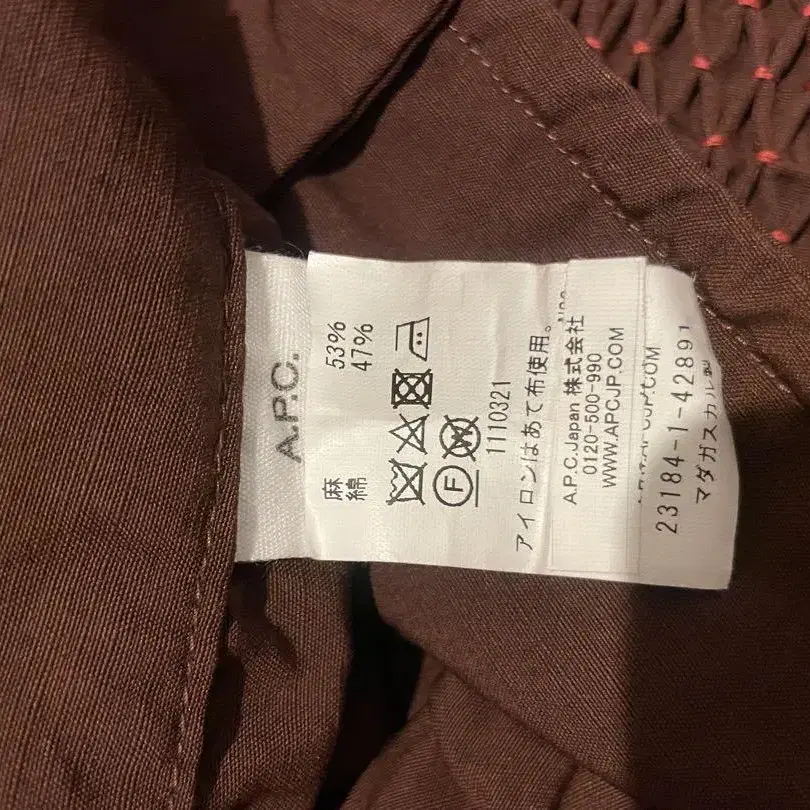 A.P.C.
麻 53%
綿 47%
F
W
1110321
アイロンはあて布使用。
A.P.C.Japan 株式会社
0120-500-990
WWW.APCJP.COM
23184-1-42891
マダガスカル製